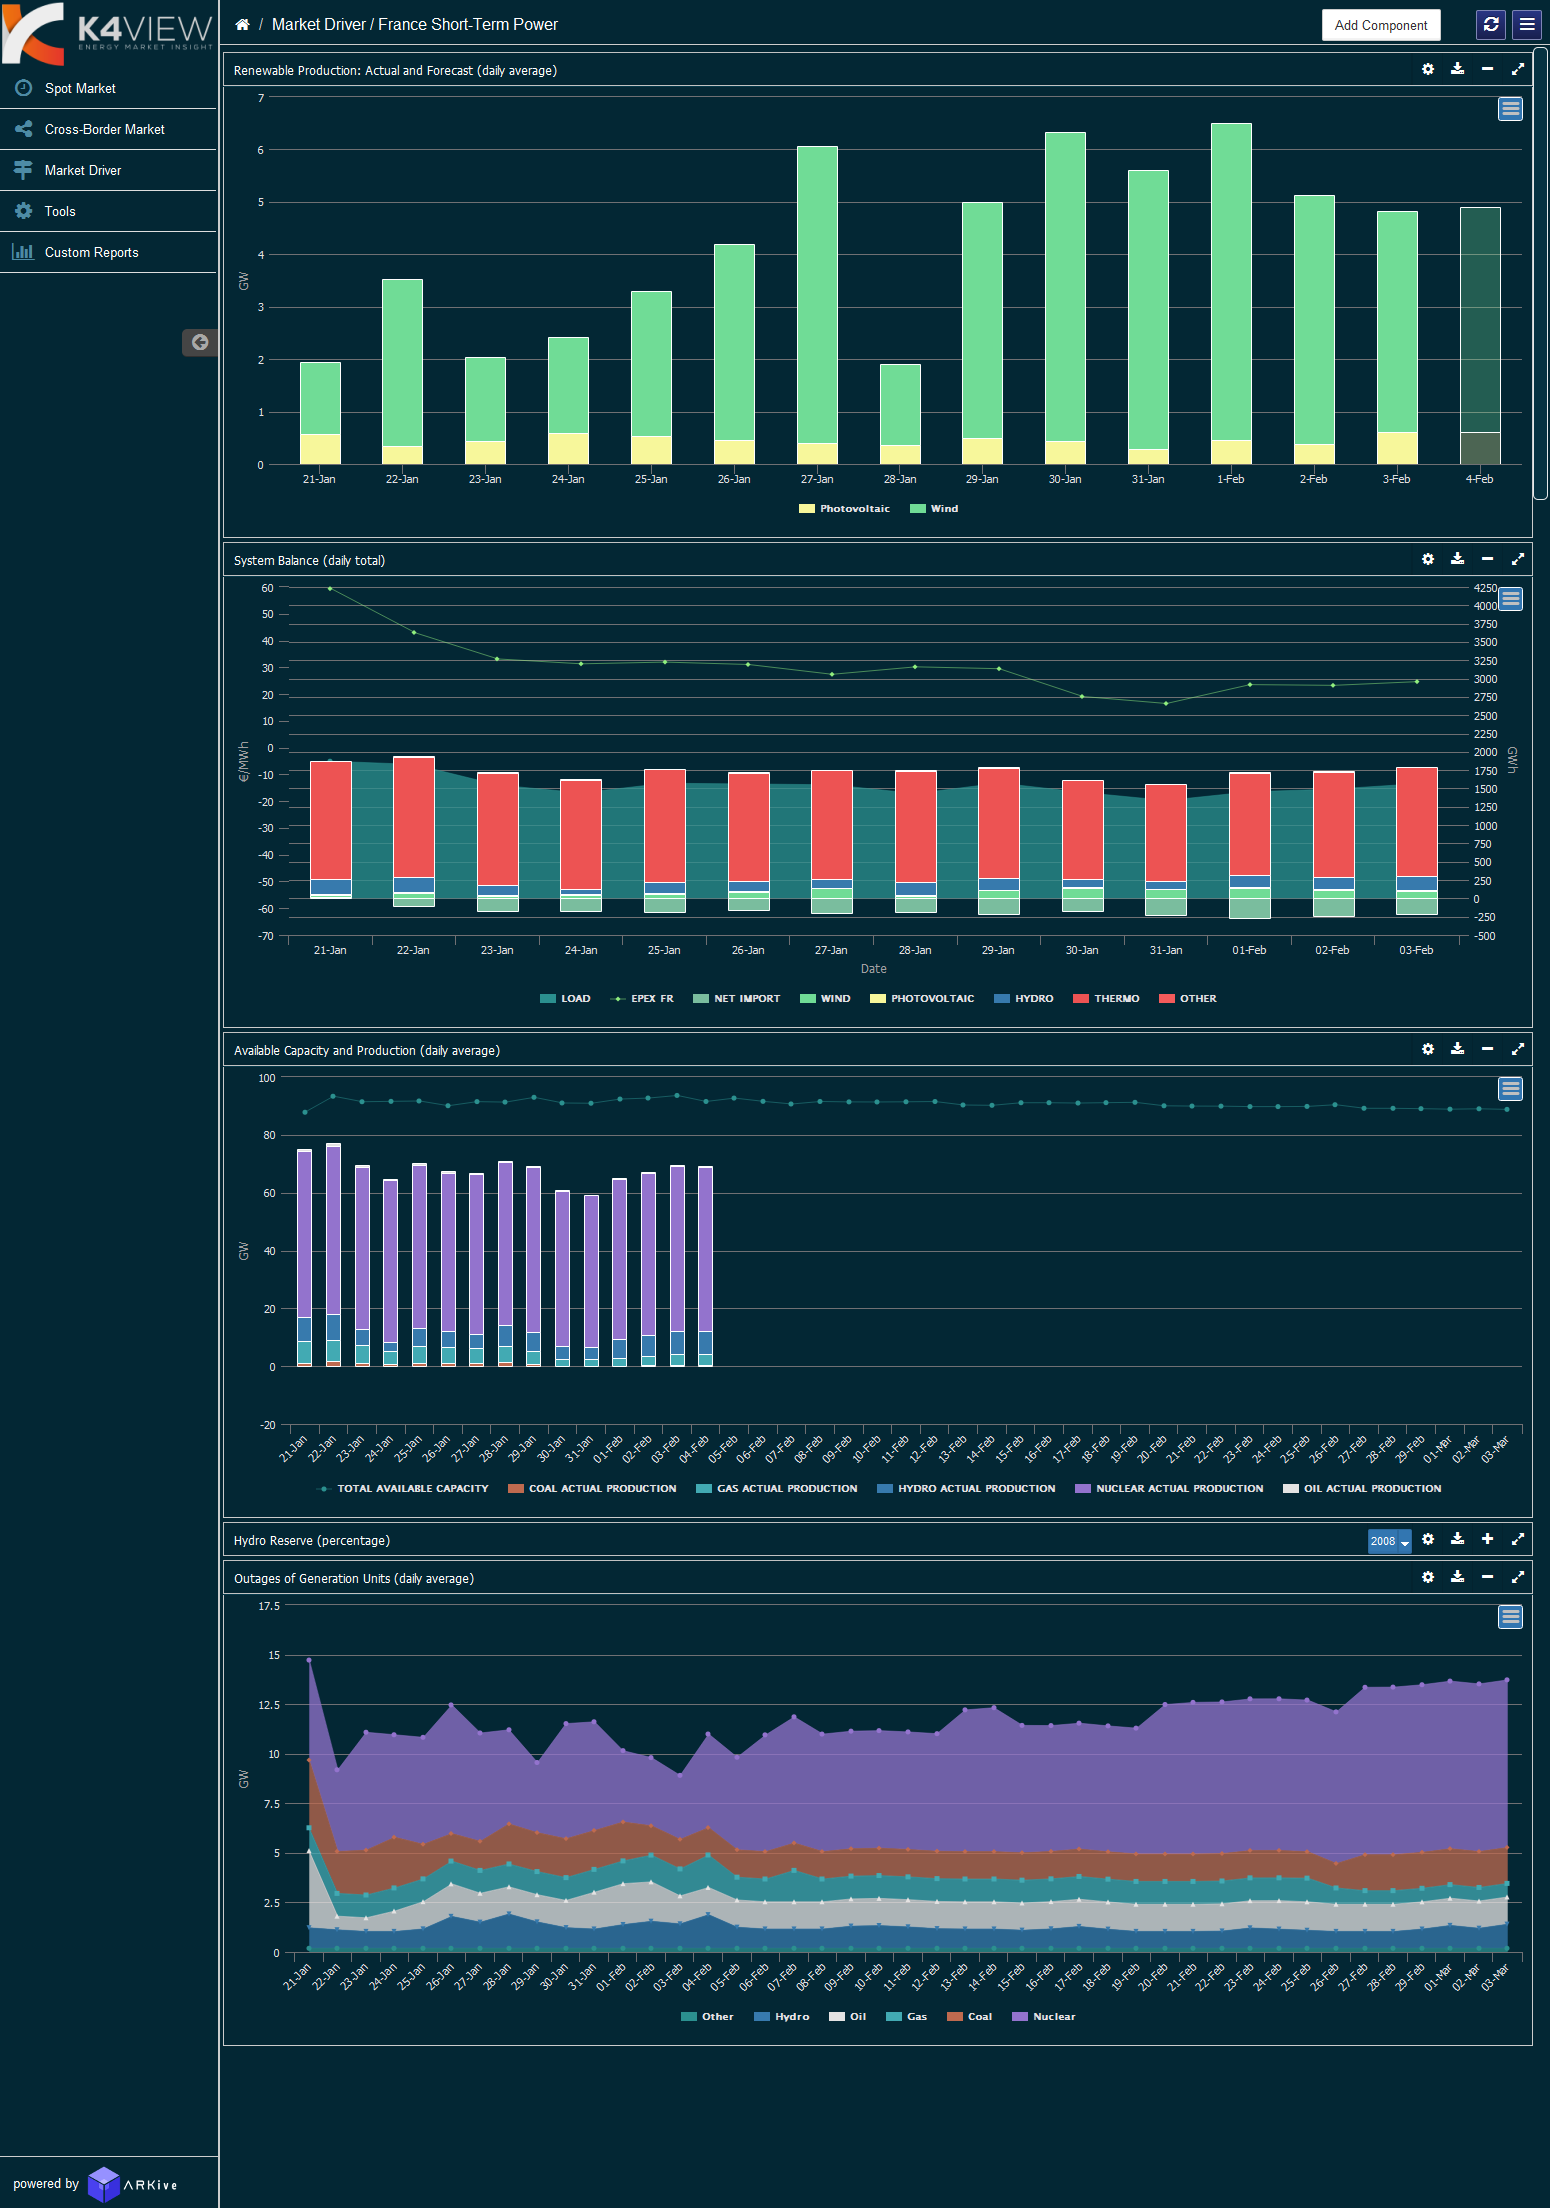 K4VIEW
ENERGY MARKET INSIGHT
Spot Market
Cross-Border Market
Market Driver
Tools
Custom Reports
/ Market Driver / France Short-Term Power
Add Component
Renewable Production: Actual and Forecast (daily average)
7
6
5
4
3
2
1
0
GW
21-Jan 22-Jan 23-Jan 24-Jan 25-Jan 26-Jan 27-Jan 28-Jan 29-Jan 30-Jan 31-Jan 1-Feb 2-Feb 3-Feb 4-Feb
Photovoltaic Wind
System Balance (daily total)
60
50
40
30
20
10
0
-10
-20
-30
-40
-50
-60
-70
€/MWh
4250
4000
3750
3500
3250
3000
2750
2500
2250
2000
1750
1500
1250
1000
750
500
250
0
-250
-500
GWh
21-Jan 22-Jan 23-Jan 24-Jan 25-Jan 26-Jan 27-Jan 28-Jan 29-Jan 30-Jan 31-Jan 01-Feb 02-Feb 03-Feb
Date
LOAD EPEX FR NET IMPORT WIND PHOTOVOLTAIC HYDRO THERMO OTHER
Available Capacity and Production (daily average)
100
80
60
40
20
0
-20
GW
21-Jan 22-Jan 23-Jan 24-Jan 25-Jan 26-Jan 27-Jan 28-Jan 29-Jan 30-Jan 31-Jan 01-Feb 02-Feb 03-Feb 04-Feb 05-Feb 06-Feb 07-Feb 08-Feb 09-Feb 10-Feb 11-Feb 12-Feb 13-Feb 14-Feb 15-Feb 16-Feb 17-Feb 18-Feb 19-Feb 20-Feb 21-Feb 22-Feb 23-Feb 24-Feb 25-Feb 26-Feb 27-Feb 28-Feb 29-Feb 01-Mar 02-Mar 03-Mar
TOTAL AVAILABLE CAPACITY COAL ACTUAL PRODUCTION GAS ACTUAL PRODUCTION HYDRO ACTUAL PRODUCTION NUCLEAR ACTUAL PRODUCTION OIL ACTUAL PRODUCTION
Hydro Reserve (percentage)
2008
Outages of Generation Units (daily average)
17.5
15
12.5
10
7.5
5
2.5
0
GW
21-Jan 22-Jan 23-Jan 24-Jan 25-Jan 26-Jan 27-Jan 28-Jan 29-Jan 30-Jan 31-Jan 01-Feb 02-Feb 03-Feb 04-Feb 05-Feb 06-Feb 07-Feb 08-Feb 09-Feb 10-Feb 11-Feb 12-Feb 13-Feb 14-Feb 15-Feb 16-Feb 17-Feb 18-Feb 19-Feb 20-Feb 21-Feb 22-Feb 23-Feb 24-Feb 25-Feb 26-Feb 27-Feb 28-Feb 29-Feb 01-Mar 02-Mar 03-Mar
Other Hydro Oil Gas Coal Nuclear
powered by ARKive